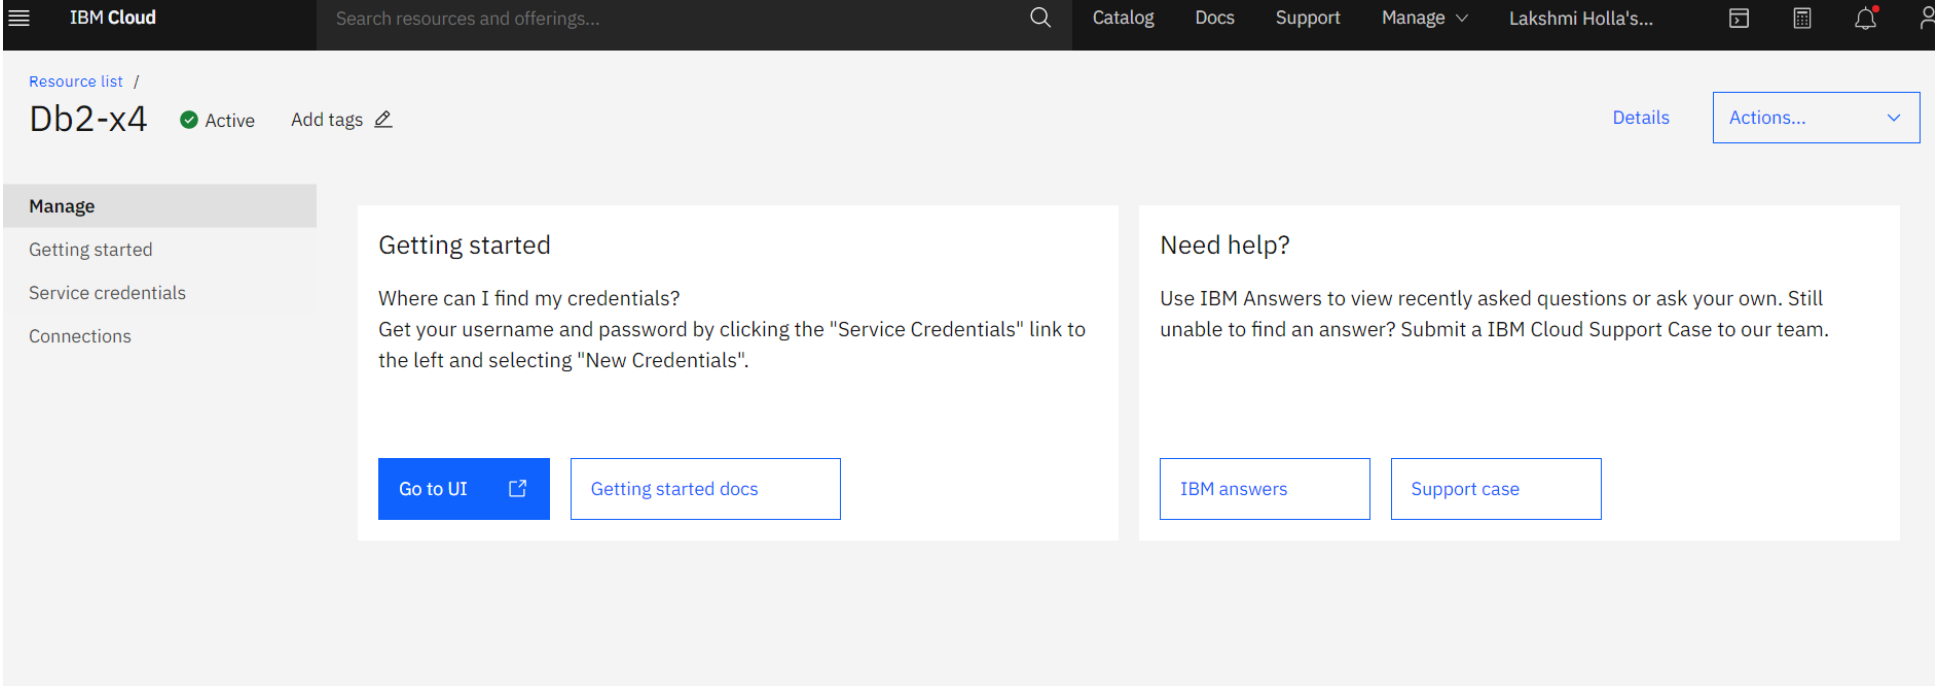 IBM Cloud
Search resources and offerings...
Catalog
Docs
Support
Manage
Lakshmi Holla's...
Resource list /
Db2-x4
Active
Add tags
Details
Actions...
Manage
Getting started
Service credentials
Connections
Getting started
Where can I find my credentials?
Get your username and password by clicking the "Service Credentials" link to
the left and selecting "New Credentials".
Go to UI
Getting started docs
Need help?
Use IBM Answers to view recently asked questions or ask your own. Still
unable to find an answer? Submit a IBM Cloud Support Case to our team.
IBM answers
Support case